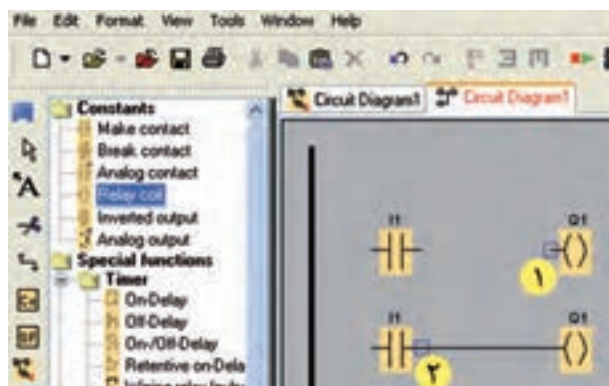 File Edit Format View Tools Window Help
Circuit Diagram1 Circuit Diagram1
Constants
Make contact
Break contact
Analog contact
Relay coil
Inverted output
Analog output
Special functions
Timer
On-Delay
Off-Delay
On-/Off-Delay
Retentive on-Dela
I1 Q1
۱
I1 Q1
۲
A
Co
SF